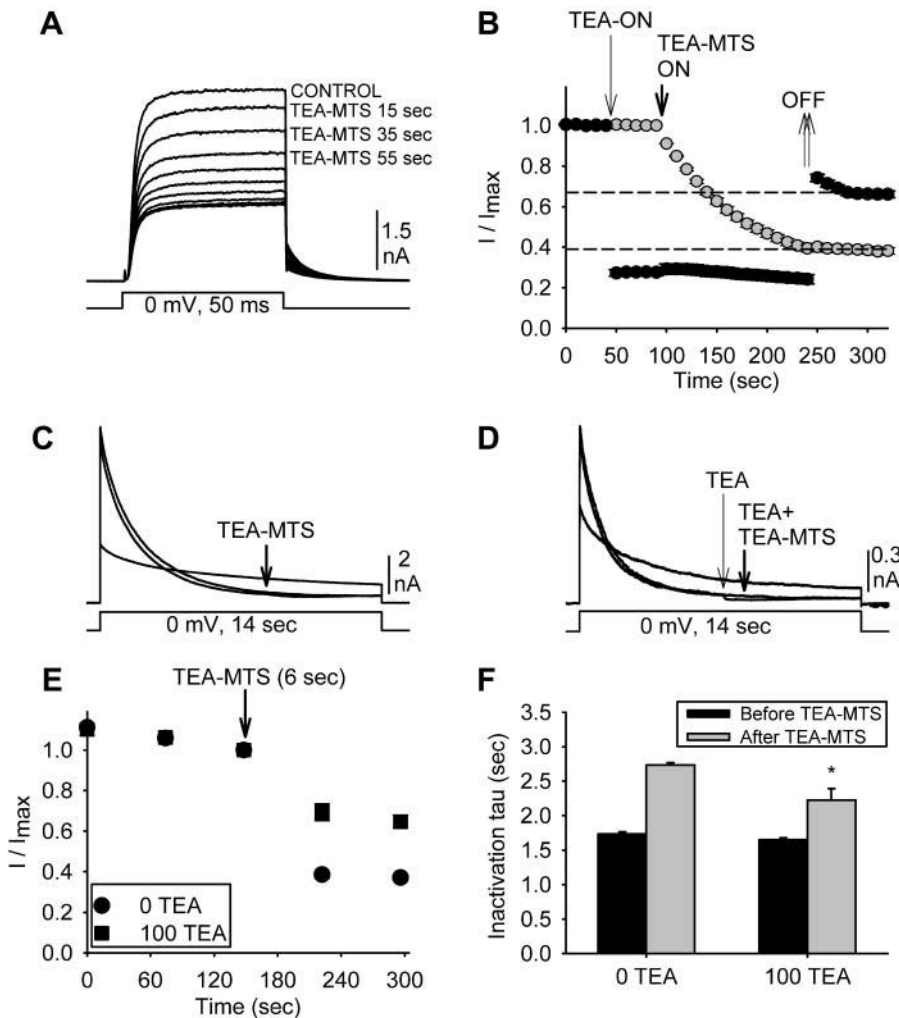 A
CONTROL
TEA-MTS 15 sec
TEA-MTS 35 sec
TEA-MTS 55 sec
1.5
nA
0 mV, 50 ms
B
TEA-ON
TEA-MTS
ON
OFF
I / Imax
1.0
0.8
0.6
0.4
0.2
0.0
0 50 100 150 200 250 300
Time (sec)
C
TEA-MTS
2
nA
0 mV, 14 sec
D
TEA
TEA+
TEA-MTS
0.3
nA
0 mV, 14 sec
E
TEA-MTS (6 sec)
I / Imax
1.0
0.8
0.6
0.4
0.2
0.0
0 TEA
100 TEA
0 60 120 180 240 300
Time (sec)
F
Before TEA-MTS
After TEA-MTS
Inactivation tau (sec)
3.5
3.0
2.5
2.0
1.5
1.0
0.5
0.0
*
0 TEA 100 TEA